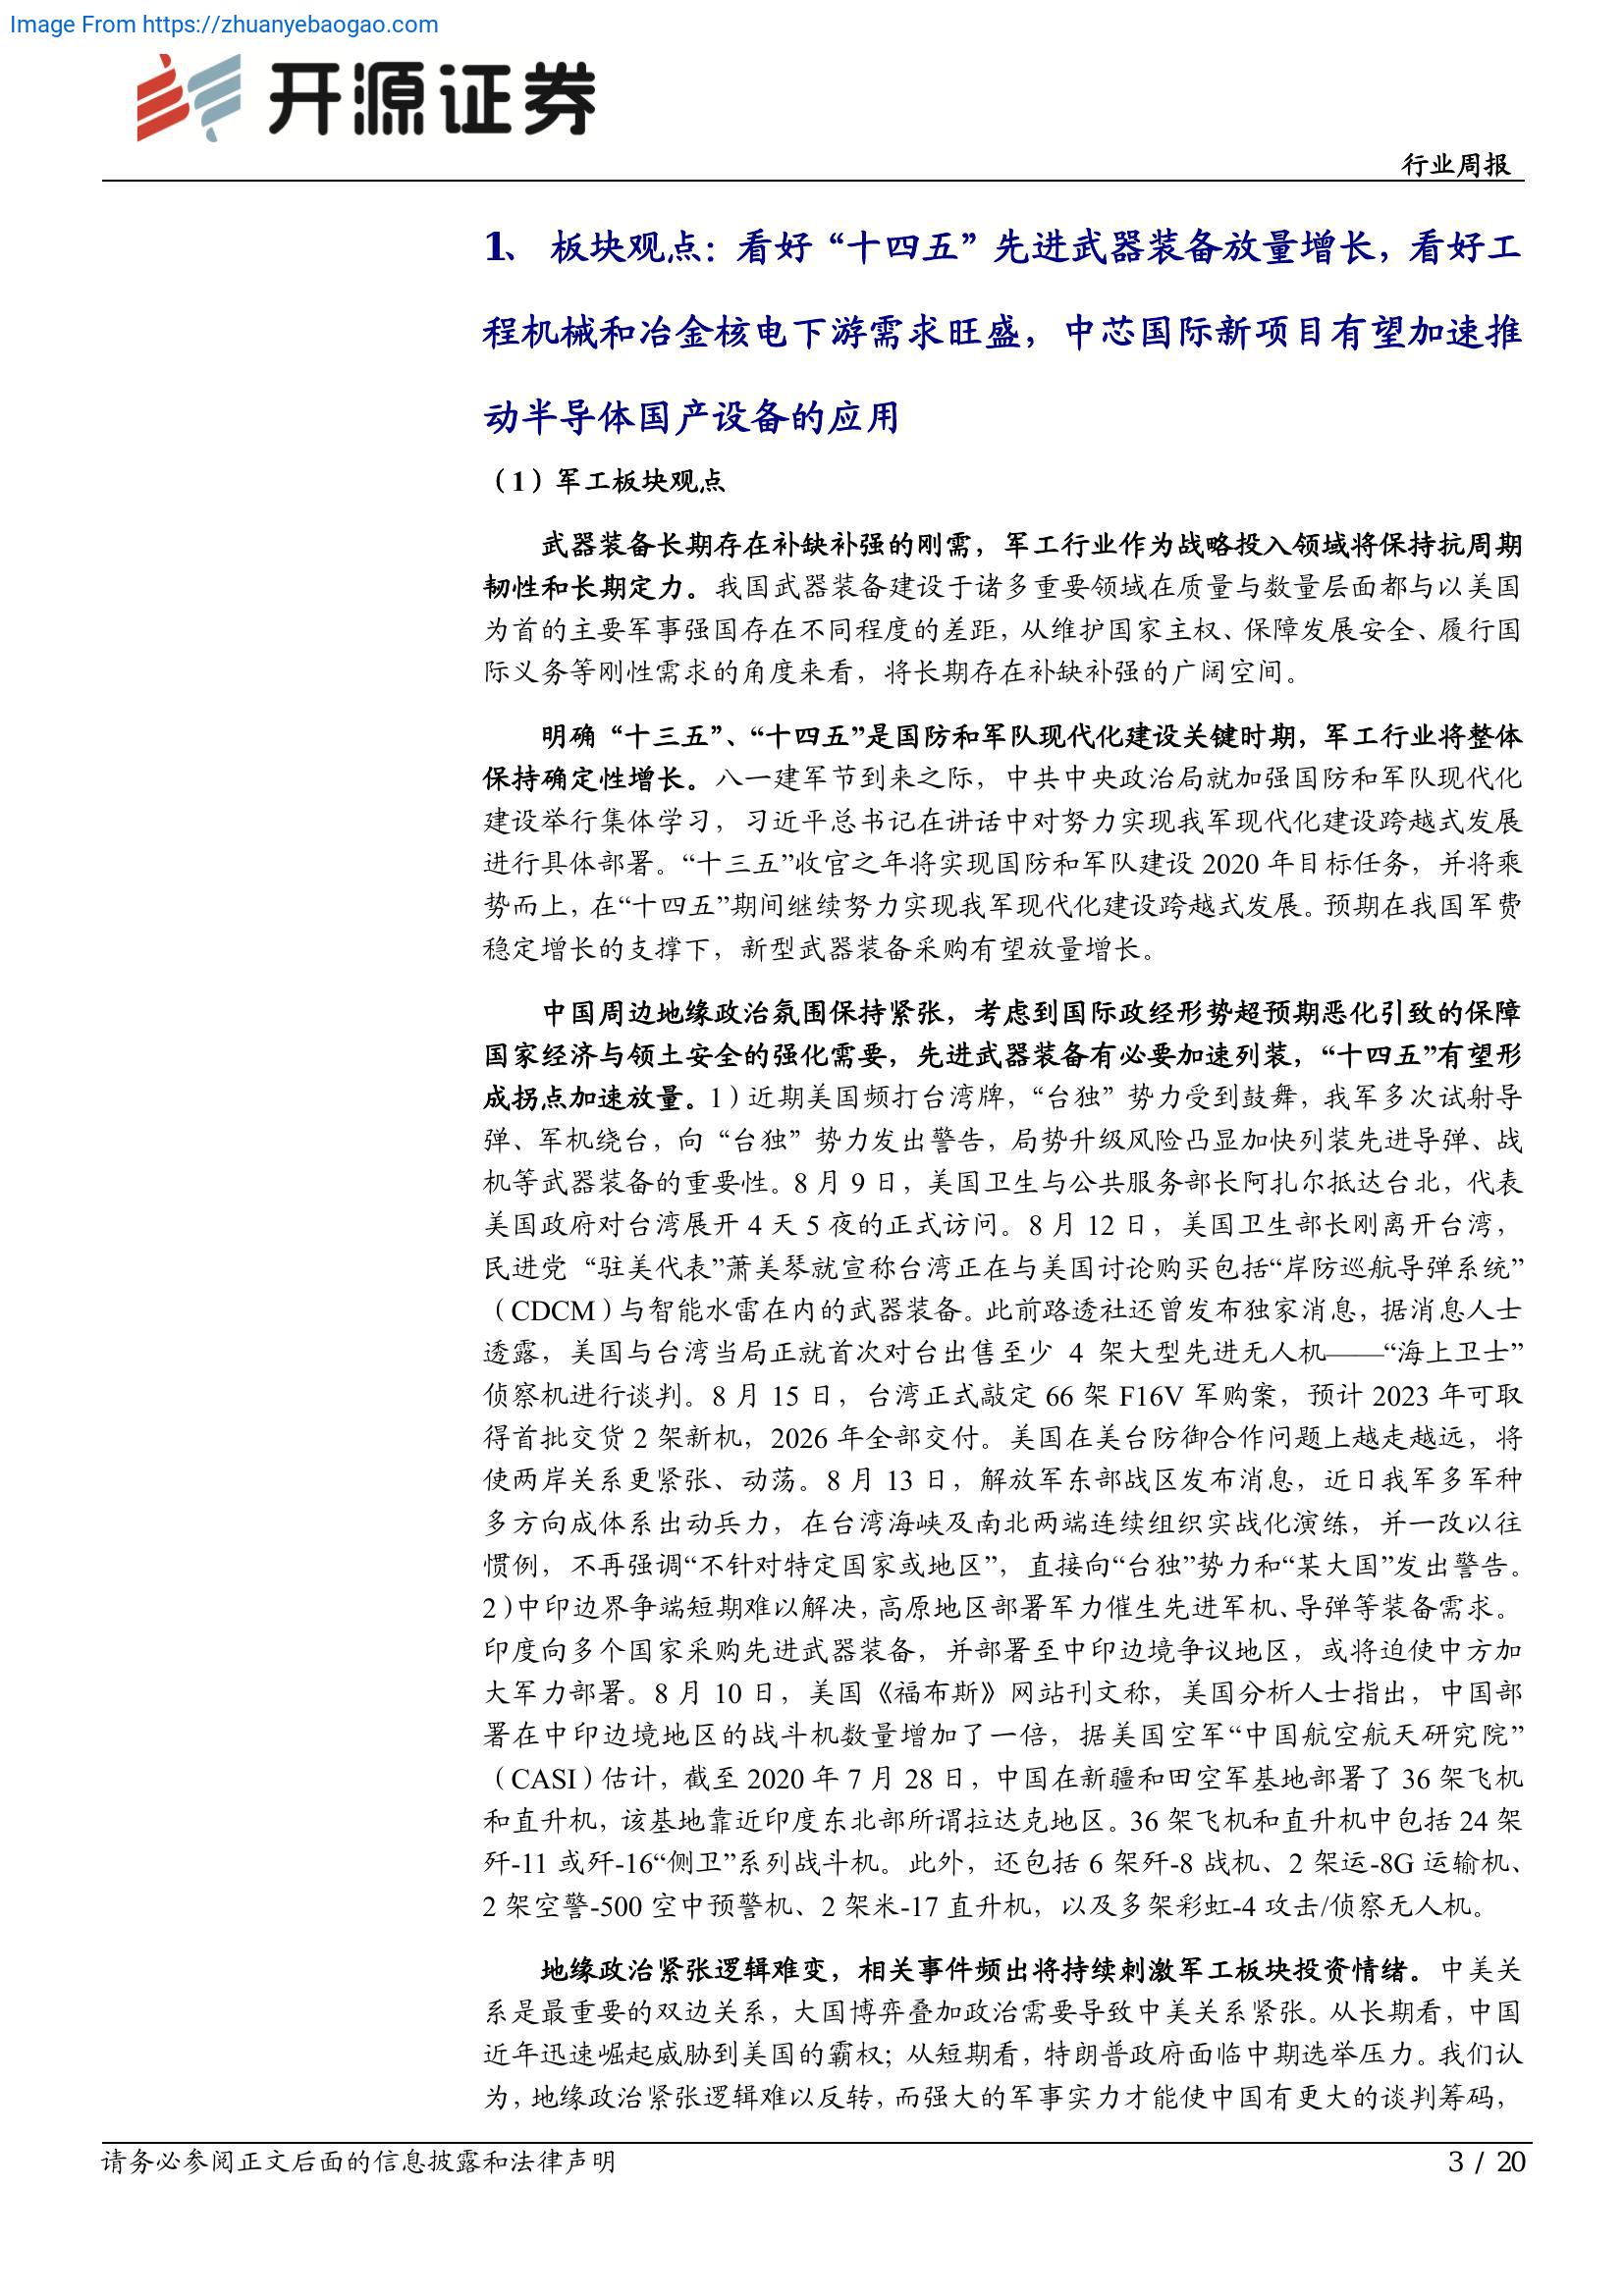 Image From https://zhuanyebaogao.com
开源证券
行业周报
1、 板块观点：看好“十四五”先进武器装备放量增长，看好工
程机械和冶金核电下游需求旺盛，中芯国际新项目有望加速推
动半导体国产设备的应用
（1）军工板块观点
武器装备长期存在补缺补强的刚需，军工行业作为战略投入领域将保持抗周期
韧性和长期定力。我国武器装备建设于诸多重要领域在质量与数量层面都与以美国
为首的主要军事强国存在不同程度的差距，从维护国家主权、保障发展安全、履行国
际义务等刚性需求的角度来看，将长期存在补缺补强的广阔空间。
明确“十三五”、“十四五”是国防和军队现代化建设关键时期，军工行业将整体
保持确定性增长。八一建军节到来之际，中共中央政治局就加强国防和军队现代化
建设举行集体学习，习近平总书记在讲话中对努力实现我军现代化建设跨越式发展
进行具体部署。“十三五”收官之年将实现国防和军队建设 2020 年目标任务，并将乘
势而上，在“十四五”期间继续努力实现我军现代化建设跨越式发展。预期在我国军费
稳定增长的支撑下，新型武器装备采购有望放量增长。
中国周边地缘政治氛围保持紧张，考虑到国际政经形势超预期恶化引致的保障
国家经济与领土安全的强化需要，先进武器装备有必要加速列装，“十四五”有望形
成拐点加速放量。1）近期美国频打台湾牌，“台独”势力受到鼓舞，我军多次试射导
弹、军机绕台，向“台独”势力发出警告，局势升级风险凸显加快列装先进导弹、战
机等武器装备的重要性。8 月 9 日，美国卫生与公共服务部长阿扎尔抵达台北，代表
美国政府对台湾展开 4 天 5 夜的正式访问。8 月 12 日，美国卫生部长刚离开台湾，
民进党“驻美代表”萧美琴就宣称台湾正在与美国讨论购买包括“岸防巡航导弹系统”
（CDCM）与智能水雷在内的武器装备。此前路透社还曾发布独家消息，据消息人士
透露，美国与台湾当局正就首次对台出售至少 4 架大型先进无人机——“海上卫士”
侦察机进行谈判。8 月 15 日，台湾正式敲定 66 架 F16V 军购案，预计 2023 年可取
得首批交货 2 架新机，2026 年全部交付。美国在美台防御合作问题上越走越远，将
使两岸关系更紧张、动荡。8 月 13 日，解放军东部战区发布消息，近日我军多军种
多方向成体系出动兵力，在台湾海峡及南北两端连续组织实战化演练，并一改以往
惯例，不再强调“不针对特定国家或地区”，直接向“台独”势力和“某大国”发出警告。
2）中印边界争端短期难以解决，高原地区部署军力催生先进军机、导弹等装备需求。
印度向多个国家采购先进武器装备，并部署至中印边境争议地区，或将迫使中方加
大军力部署。8 月 10 日，美国《福布斯》网站刊文称，美国分析人士指出，中国部
署在中印边境地区的战斗机数量增加了一倍，据美国空军“中国航空航天研究院”
（CASI）估计，截至 2020 年 7 月 28 日，中国在新疆和田空军基地部署了 36 架飞机
和直升机，该基地靠近印度东北部所谓拉达克地区。36 架飞机和直升机中包括 24 架
歼-11 或歼-16“侧卫”系列战斗机。此外，还包括 6 架歼-8 战机、2 架运-8G 运输机、
2 架空警-500 空中预警机、2 架米-17 直升机，以及多架彩虹-4 攻击/侦察无人机。
地缘政治紧张逻辑难变，相关事件频出将持续刺激军工板块投资情绪。中美关
系是最重要的双边关系，大国博弈叠加政治需要导致中美关系紧张。从长期看，中国
近年迅速崛起威胁到美国的霸权；从短期看，特朗普政府面临中期选举压力。我们认
为，地缘政治紧张逻辑难以反转，而强大的军事实力才能使中国有更大的谈判筹码，
请务必参阅正文后面的信息披露和法律声明
3 / 20